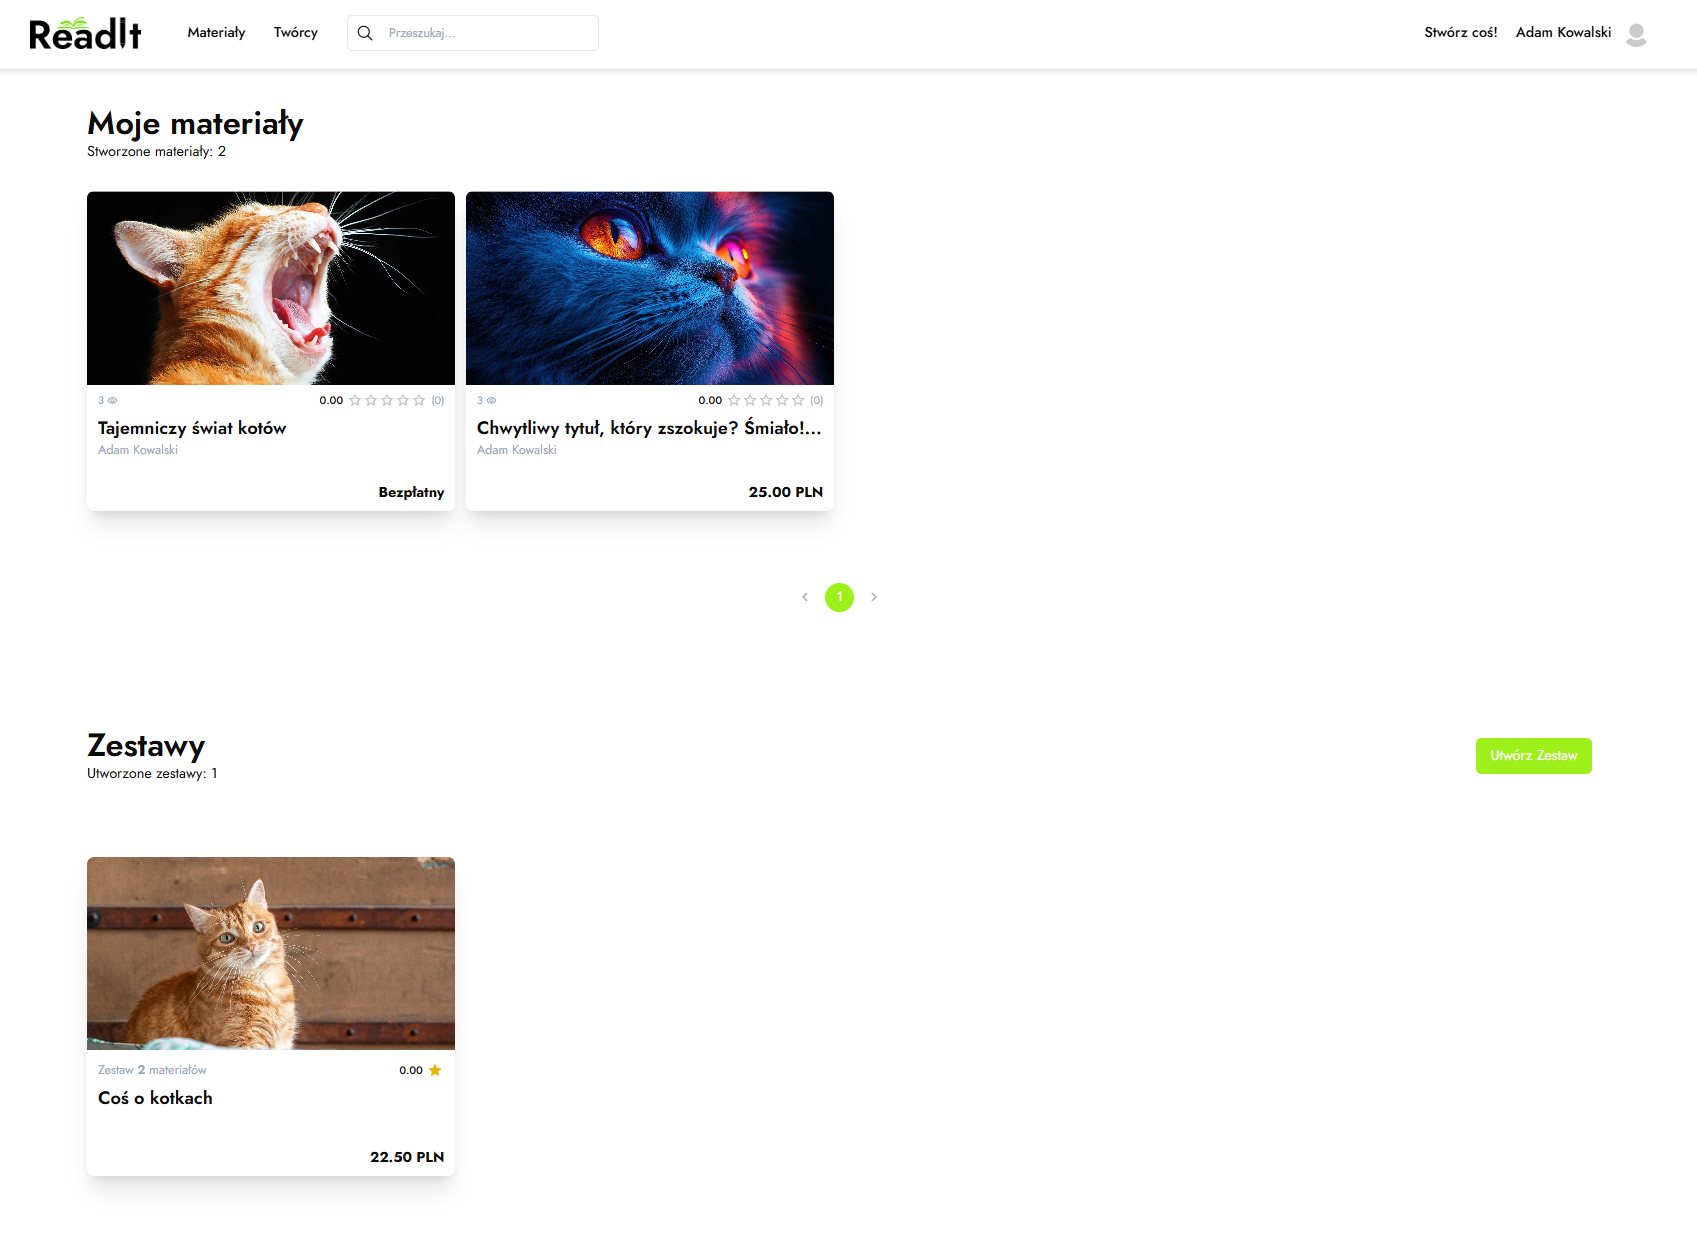 ReadIt
Materiały
Twórcy
Przeszukaj...
Stwórz coś!
Adam Kowalski
Moje materiały
Stworzone materiały: 2
3
0.00
(0)
Tajemniczy świat kotów
Adam Kowalski
Bezpłatny
3
0.00
(0)
Chwytliwy tytuł, który zszokuje? Śmiało!...
Adam Kowalski
25.00 PLN
1
Zestawy
Utworzone zestawy: 1
Utwórz Zestaw
Zestaw 2 materiałów
0.00
Coś o kotkach
22.50 PLN